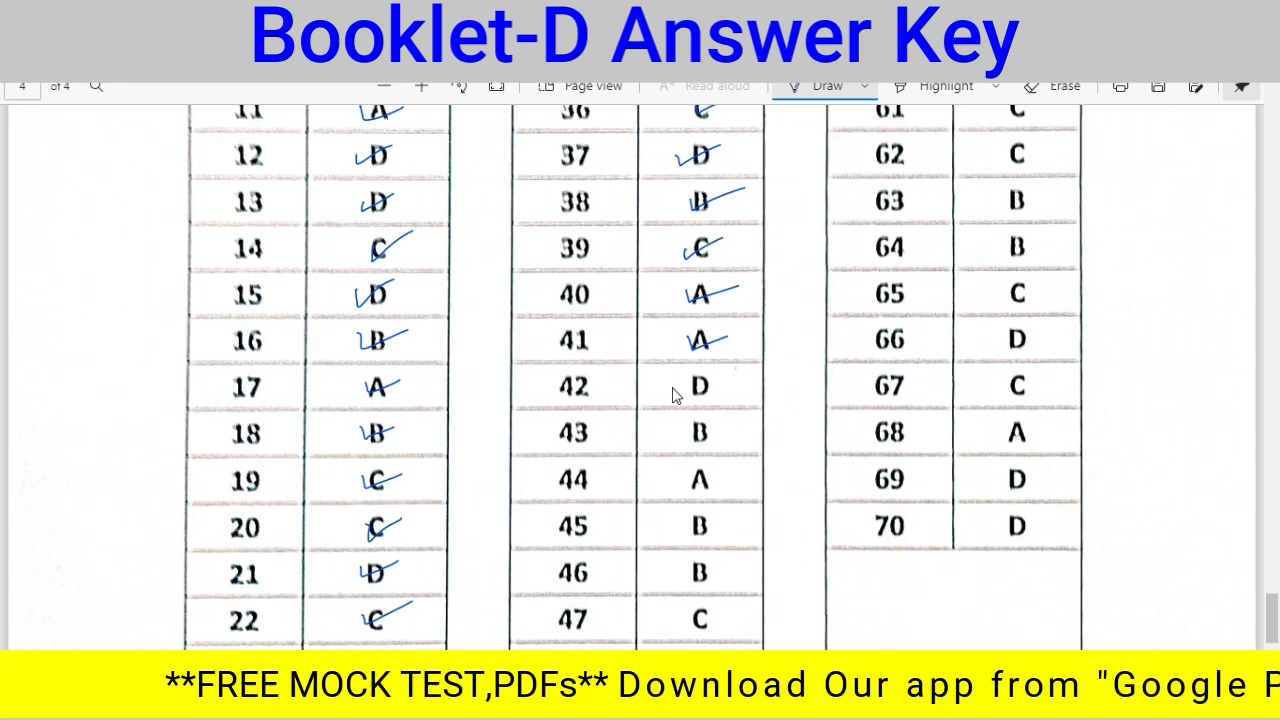 Booklet-D Answer Key
4 of 4 Page view Read aloud Draw Highlight Erase
11 A 36 C 61 C
12 D 37 D 62 C
13 D 38 B 63 B
14 C 39 C 64 B
15 D 40 A 65 C
16 B 41 A 66 D
17 A 42 D 67 C
18 B 43 B 68 A
19 C 44 A 69 D
20 C 45 B 70 D
21 D 46 B
22 C 47 C
**FREE MOCK TEST,PDFs** Download Our app from "Google P